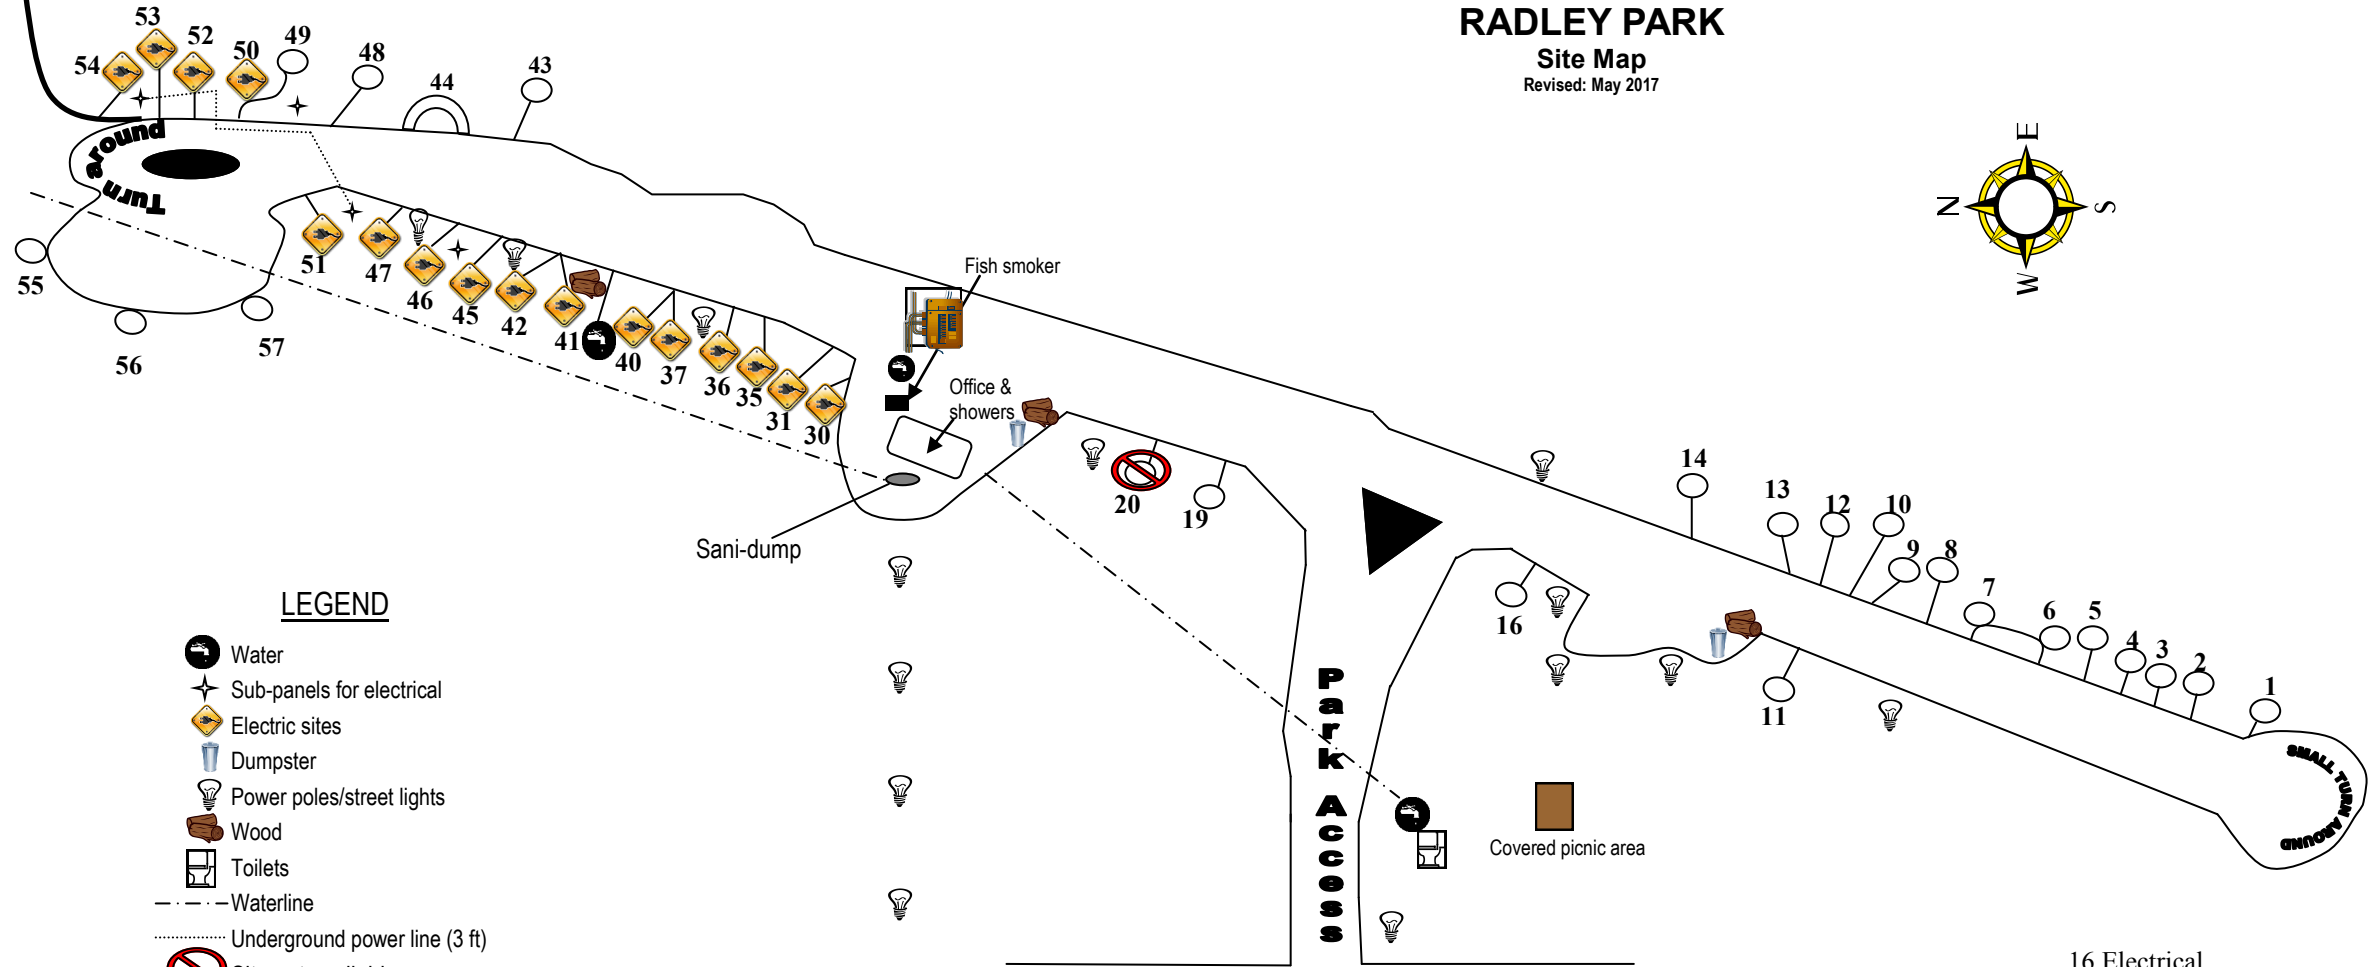 RADLEY PARK
Site Map
Revised: May 2017
53
52
54
50
49
48
44
43
Turn around
E
N
S
W
51
47
46
45
42
41
40
37
36
35
31
30
55
56
57
Fish smoker
Office &
showers
Sani-dump
20
19
14
13
12
10
9
8
7
6
5
4
3
2
1
16
11
SMALL TURN AROUND
Park Access
Covered picnic area
LEGEND
Water
Sub-panels for electrical
Electric sites
Dumpster
Power poles/street lights
Wood
Toilets
Waterline
Underground power line (3 ft)
16 Electrical